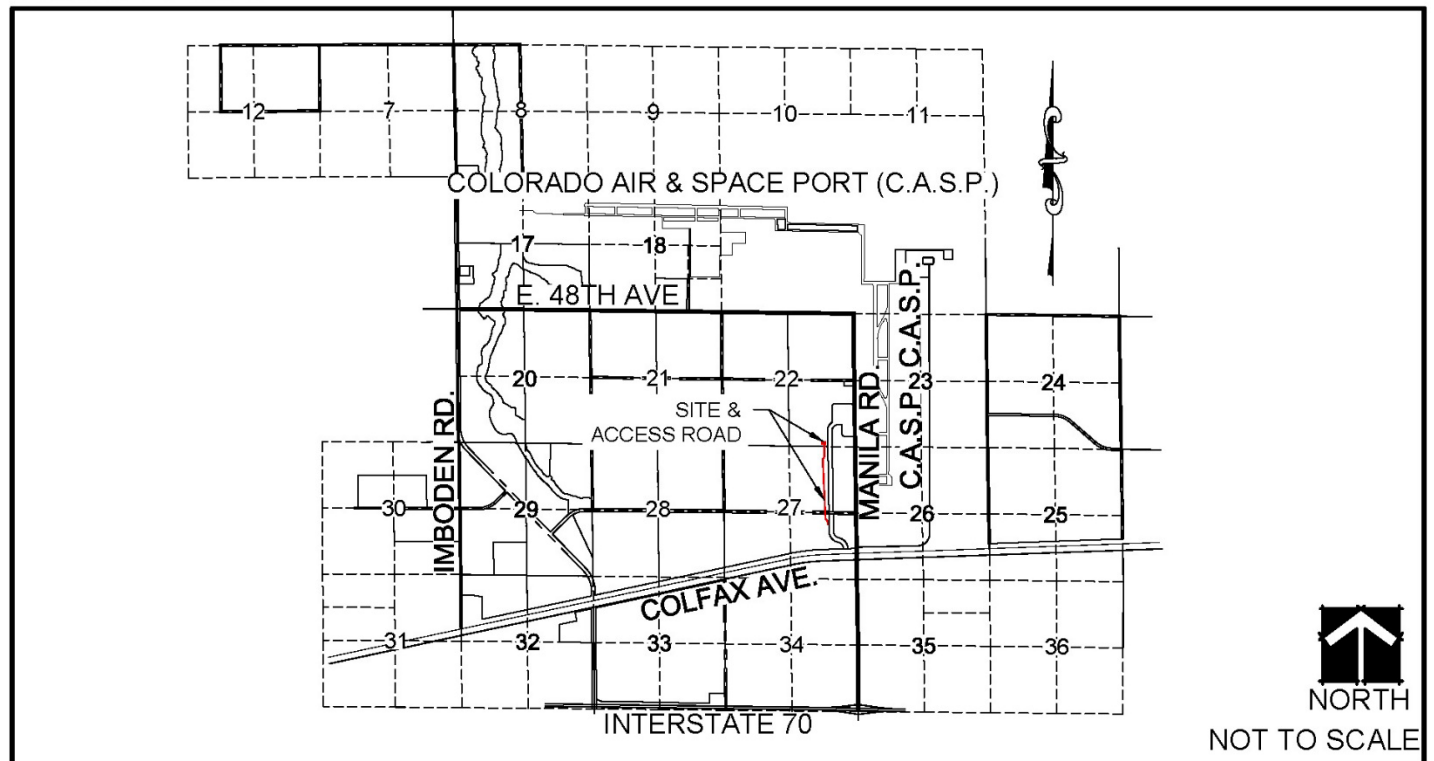 12
7
8
9
10
11
COLORADO AIR & SPACE PORT (C.A.S.P.)
17
18
E. 48TH AVE
20
21
22
23
24
SITE &
ACCESS ROAD
IMBODEN RD.
MANILA RD.
C.A.S.P. C.A.S.P.
30
29
28
27
26
25
COLFAX AVE.
31
32
33
34
35
36
INTERSTATE 70
NORTH
NOT TO SCALE